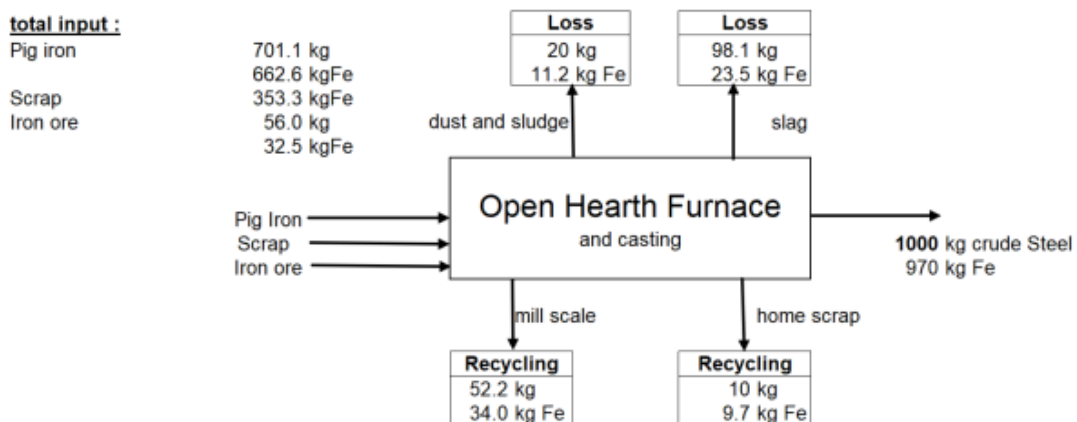 total input :
Pig iron 701.1 kg
662.6 kgFe
Scrap 353.3 kgFe
Iron ore 56.0 kg
32.5 kgFe
Loss
20 kg
11.2 kg Fe
Loss
98.1 kg
23.5 kg Fe
dust and sludge
slag
Pig Iron
Scrap
Iron ore
Open Hearth Furnace
and casting
1000 kg crude Steel
970 kg Fe
mill scale
home scrap
Recycling
52.2 kg
34.0 kg Fe
Recycling
10 kg
9.7 kg Fe